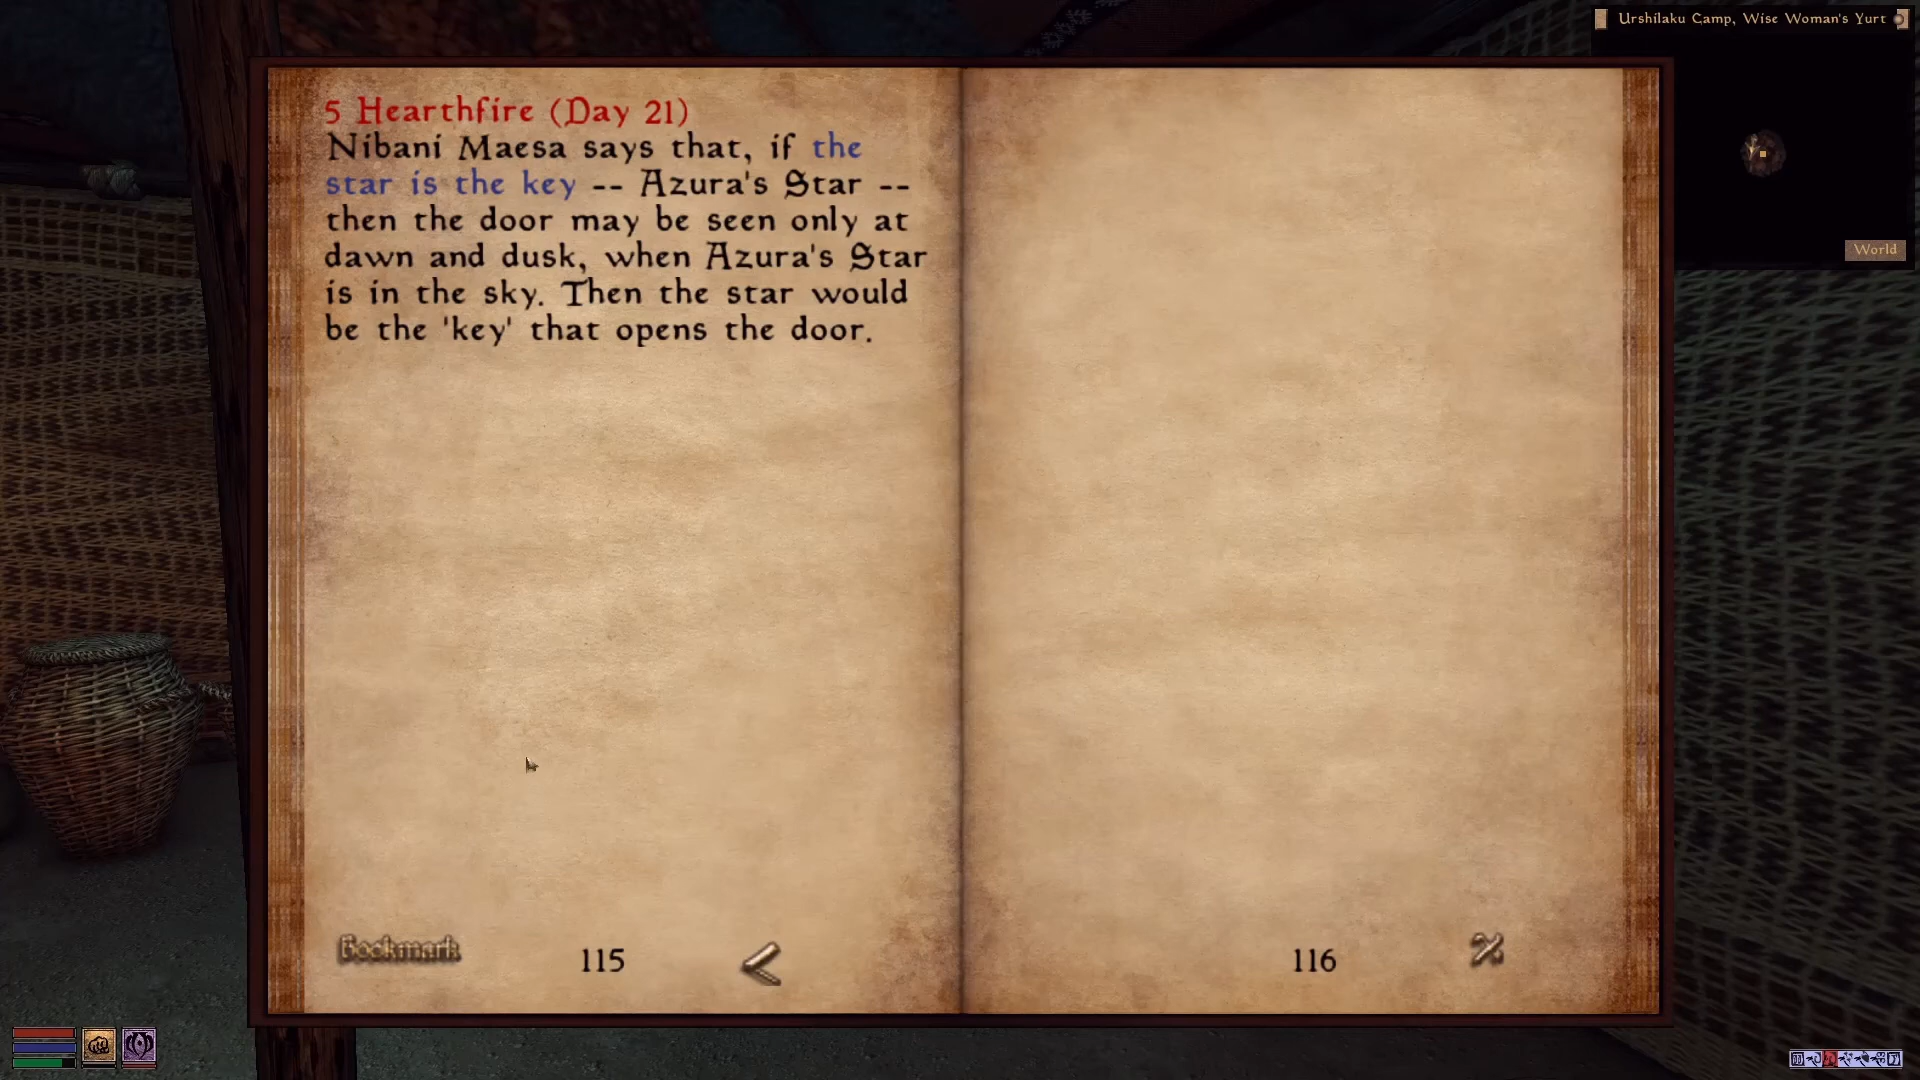 Urshilaku Camp, Wise Woman's Yurt
5 Hearthfire (Day 21)
Nibani Maesa says that, if the
star is the key -- Azura's Star --
then the door may be seen only at
dawn and dusk, when Azura's Star
is in the sky. Then the star would
be the 'key' that opens the door.
World
Bookmark
115
116